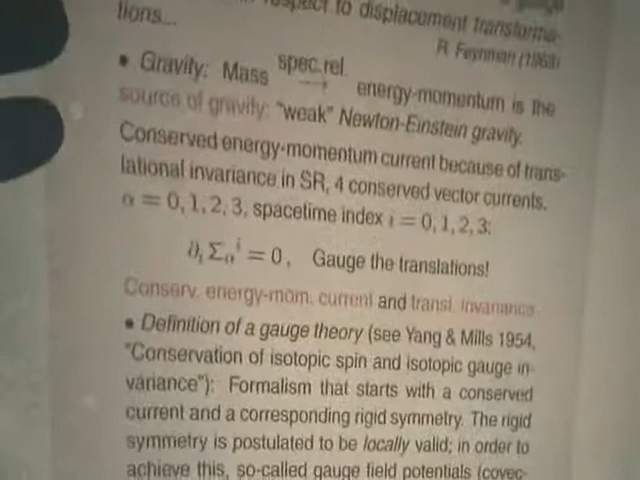 respect to displacement transforma-
tions...
R. Feynman (1963)
• Gravity: Mass spec.rel. → energy-momentum is the
source of gravity: "weak" Newton-Einstein gravity.
Conserved energy-momentum current because of trans-
lational invariance in SR, 4 conserved vector currents.
α = 0, 1, 2, 3, spacetime index i = 0, 1, 2, 3:
∂ᵢ Σα ⁱ = 0 , Gauge the translations!
Conserv. energy-mom. current and transl. invariance
• Definition of a gauge theory (see Yang & Mills 1954,
"Conservation of isotopic spin and isotopic gauge in-
variance"): Formalism that starts with a conserved
current and a corresponding rigid symmetry. The rigid
symmetry is postulated to be locally valid; in order to
achieve this, so-called gauge field potentials (covec-